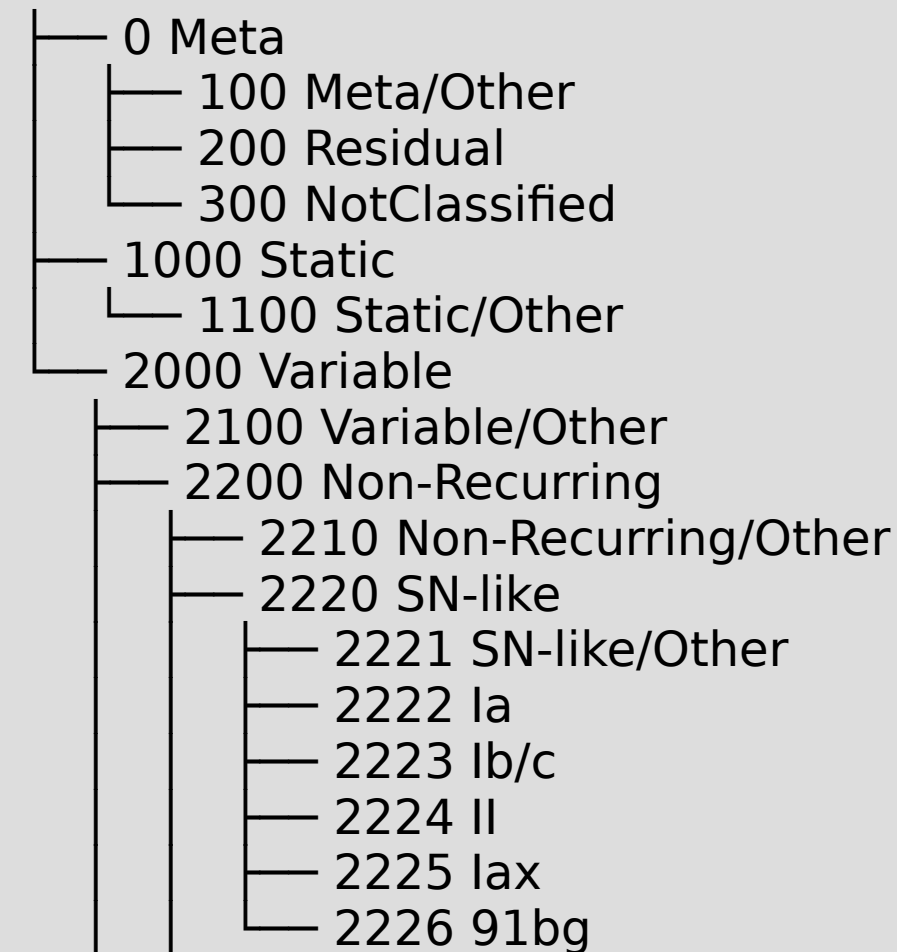 0 Meta
100 Meta/Other
200 Residual
300 NotClassified
1000 Static
1100 Static/Other
2000 Variable
2100 Variable/Other
2200 Non-Recurring
2210 Non-Recurring/Other
2220 SN-like
2221 SN-like/Other
2222 Ia
2223 Ib/c
2224 II
2225 Iax
2226 91bg